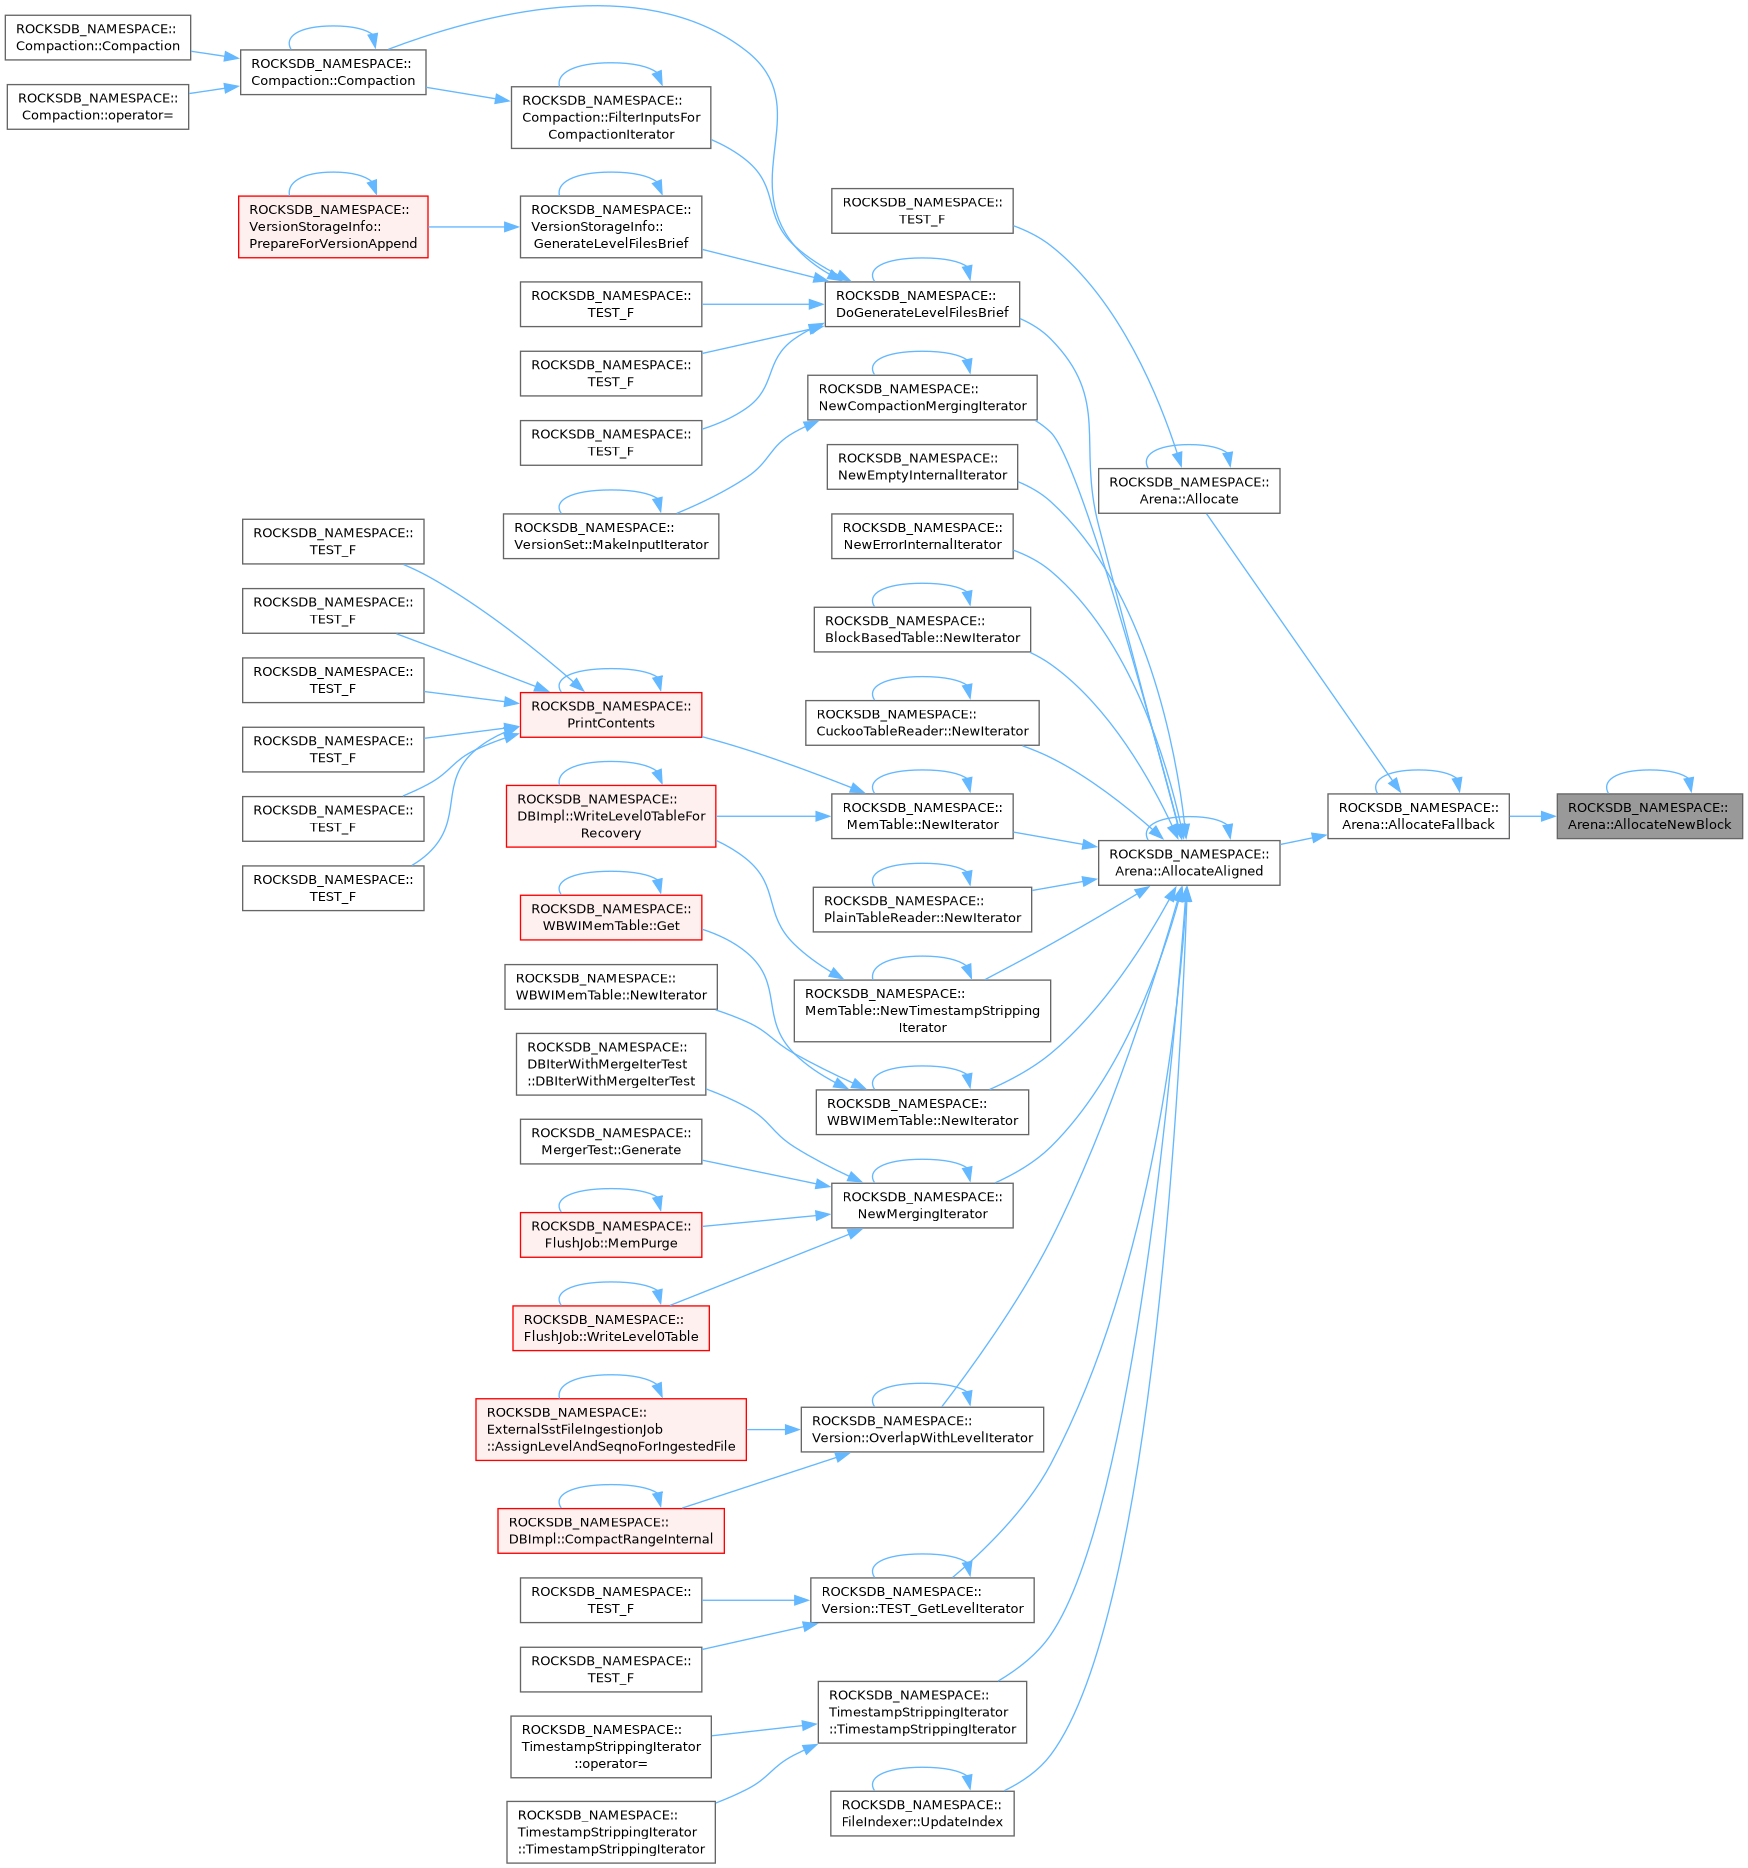 ROCKSDB_NAMESPACE::
Compaction::Compaction
ROCKSDB_NAMESPACE::
Compaction::operator=
ROCKSDB_NAMESPACE::
Compaction::Compaction
ROCKSDB_NAMESPACE::
Compaction::FilterInputsFor
CompactionIterator
ROCKSDB_NAMESPACE::
VersionStorageInfo::
PrepareForVersionAppend
ROCKSDB_NAMESPACE::
VersionStorageInfo::
GenerateLevelFilesBrief
ROCKSDB_NAMESPACE::
TEST_F
ROCKSDB_NAMESPACE::
TEST_F
ROCKSDB_NAMESPACE::
DoGenerateLevelFilesBrief
ROCKSDB_NAMESPACE::
TEST_F
ROCKSDB_NAMESPACE::
TEST_F
ROCKSDB_NAMESPACE::
NewCompactionMergingIterator
ROCKSDB_NAMESPACE::
VersionSet::MakeInputIterator
ROCKSDB_NAMESPACE::
NewEmptyInternalIterator
ROCKSDB_NAMESPACE::
NewErrorInternalIterator
ROCKSDB_NAMESPACE::
Arena::Allocate
ROCKSDB_NAMESPACE::
TEST_F
ROCKSDB_NAMESPACE::
TEST_F
ROCKSDB_NAMESPACE::
TEST_F
ROCKSDB_NAMESPACE::
TEST_F
ROCKSDB_NAMESPACE::
TEST_F
ROCKSDB_NAMESPACE::
TEST_F
ROCKSDB_NAMESPACE::
PrintContents
ROCKSDB_NAMESPACE::
BlockBasedTable::NewIterator
ROCKSDB_NAMESPACE::
CuckooTableReader::NewIterator
ROCKSDB_NAMESPACE::
DBImpl::WriteLevel0TableFor
Recovery
ROCKSDB_NAMESPACE::
MemTable::NewIterator
ROCKSDB_NAMESPACE::
Arena::AllocateAligned
ROCKSDB_NAMESPACE::
Arena::AllocateFallback
ROCKSDB_NAMESPACE::
Arena::AllocateNewBlock
ROCKSDB_NAMESPACE::
WBWIMemTable::Get
ROCKSDB_NAMESPACE::
PlainTableReader::NewIterator
ROCKSDB_NAMESPACE::
WBWIMemTable::NewIterator
ROCKSDB_NAMESPACE::
MemTable::NewTimestampStripping
Iterator
ROCKSDB_NAMESPACE::
DBIterWithMergeIterTest
::DBIterWithMergeIterTest
ROCKSDB_NAMESPACE::
WBWIMemTable::NewIterator
ROCKSDB_NAMESPACE::
MergerTest::Generate
ROCKSDB_NAMESPACE::
NewMergingIterator
ROCKSDB_NAMESPACE::
FlushJob::MemPurge
ROCKSDB_NAMESPACE::
FlushJob::WriteLevel0Table
ROCKSDB_NAMESPACE::
ExternalSstFileIngestionJob
::AssignLevelAndSeqnoForIngestedFile
ROCKSDB_NAMESPACE::
Version::OverlapWithLevelIterator
ROCKSDB_NAMESPACE::
DBImpl::CompactRangeInternal
ROCKSDB_NAMESPACE::
TEST_F
ROCKSDB_NAMESPACE::
Version::TEST_GetLevelIterator
ROCKSDB_NAMESPACE::
TEST_F
ROCKSDB_NAMESPACE::
TimestampStrippingIterator
::TimestampStrippingIterator
ROCKSDB_NAMESPACE::
TimestampStrippingIterator
::operator=
ROCKSDB_NAMESPACE::
TimestampStrippingIterator
::TimestampStrippingIterator
ROCKSDB_NAMESPACE::
FileIndexer::UpdateIndex